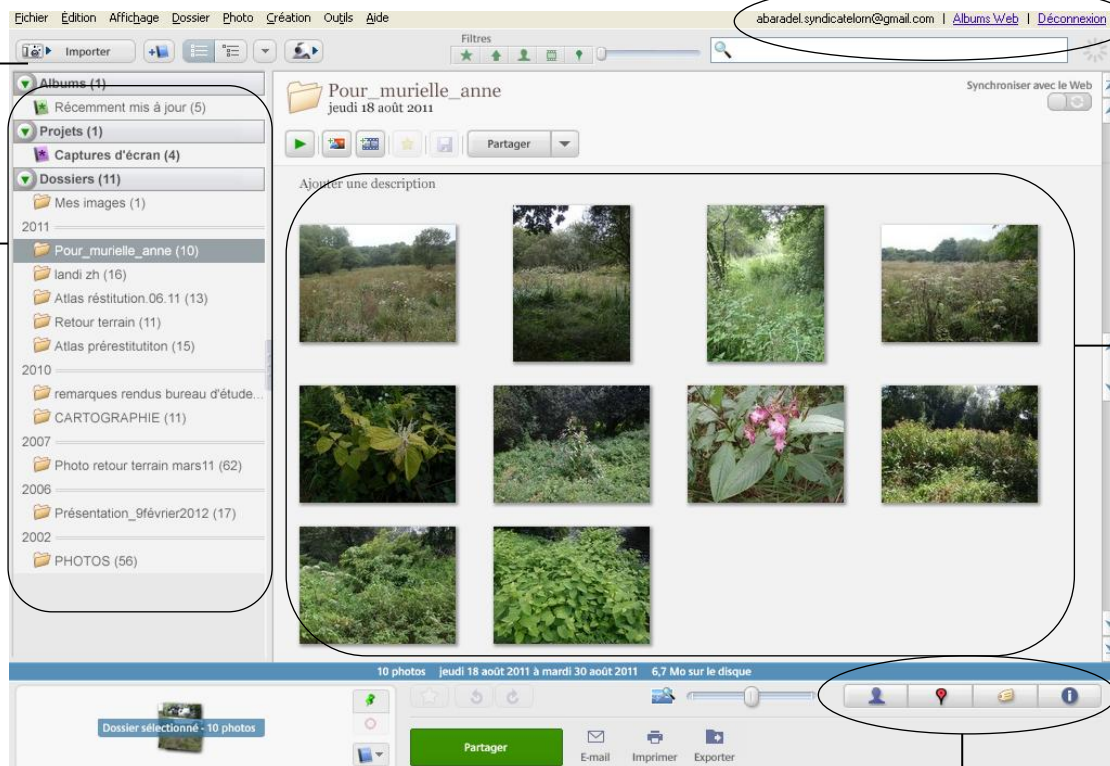 Fichier Édition Affichage Dossier Photo Création Outils Aide
abaradel.syndicatelorn@gmail.com | Albums Web | Déconnexion
Importer
Filtres
Albums (1)
Récemment mis à jour (5)
Projets (1)
Captures d'écran (4)
Dossiers (11)
Mes images (1)
2011
Pour_murielle_anne (10)
landi zh (16)
Atlas réstitution.06.11 (13)
Retour terrain (11)
Atlas prérestitutiton (15)
2010
remarques rendus bureau d'étude...
CARTOGRAPHIE (11)
2007
Photo retour terrain mars11 (62)
2006
Présentation_9février2012 (17)
2002
PHOTOS (56)
Pour_murielle_anne
jeudi 18 août 2011
Synchroniser avec le Web
Partager
Ajouter une description
10 photos jeudi 18 août 2011 à mardi 30 août 2011 6,7 Mo sur le disque
Dossier sélectionné - 10 photos
Partager
E-mail Imprimer Exporter